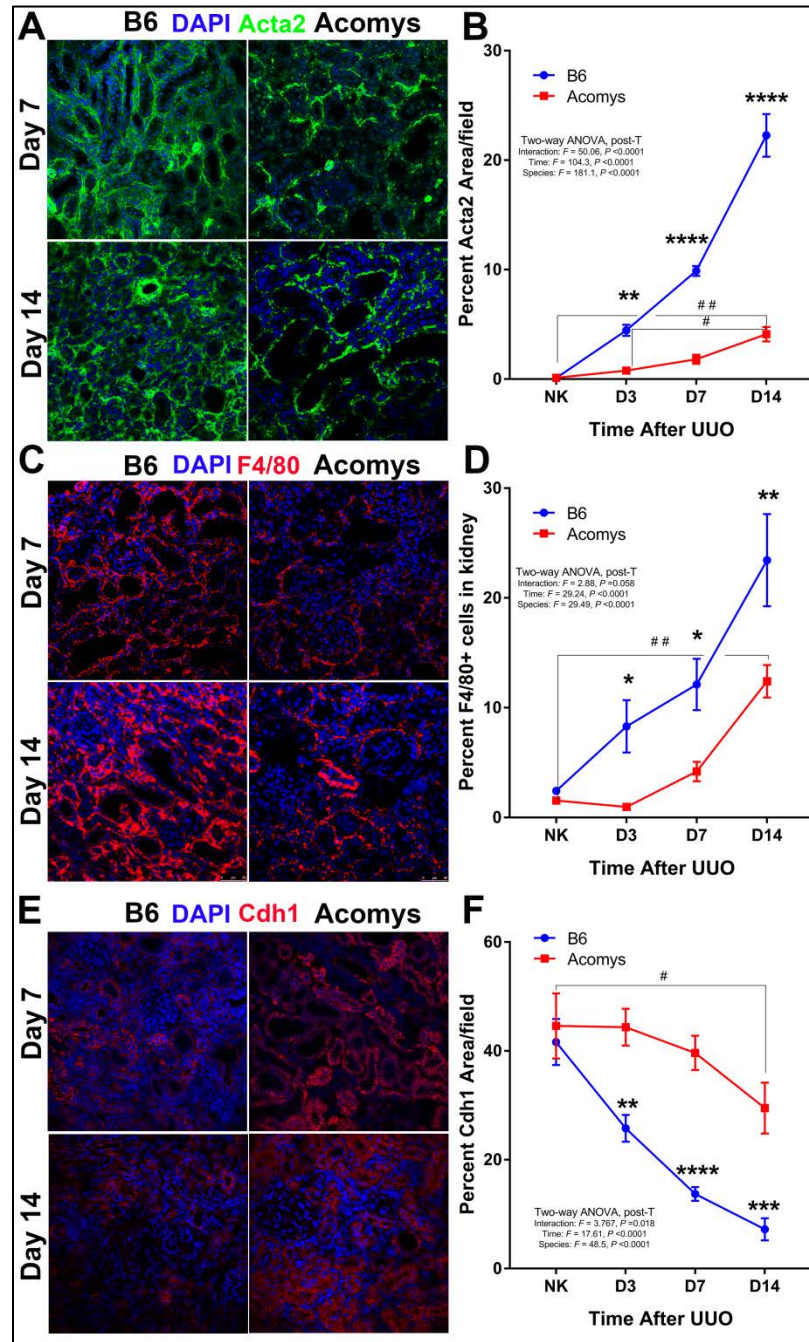 A
B6 DAPI Acta2 Acomys
Day 7
Day 14
B
Percent Acta2 Area/field
30
20
10
0
B6
Acomys
Two-way ANOVA, post-T
Interaction: F = 50.06, P <0.0001
Time: F = 104.3, P <0.0001
Species: F = 181.1, P <0.0001
****
****
**
# #
#
NK D3 D7 D14
Time After UUO
C
B6 DAPI F4/80 Acomys
Day 7
Day 14
D
Percent F4/80+ cells in kidney
30
20
10
0
B6
Acomys
Two-way ANOVA, post-T
Interaction: F = 2.88, P =0.058
Time: F = 29.24, P <0.0001
Species: F = 29.49, P <0.0001
**
# #
*
*
NK D3 D7 D14
Time After UUO
E
B6 DAPI Cdh1 Acomys
Day 7
Day 14
F
Percent Cdh1 Area/field
60
40
20
0
B6
Acomys
#
**
****
***
Two-way ANOVA, post-T
Interaction: F = 3.767, P =0.018
Time: F = 17.61, P <0.0001
Species: F = 48.5, P <0.0001
NK D3 D7 D14
Time After UUO